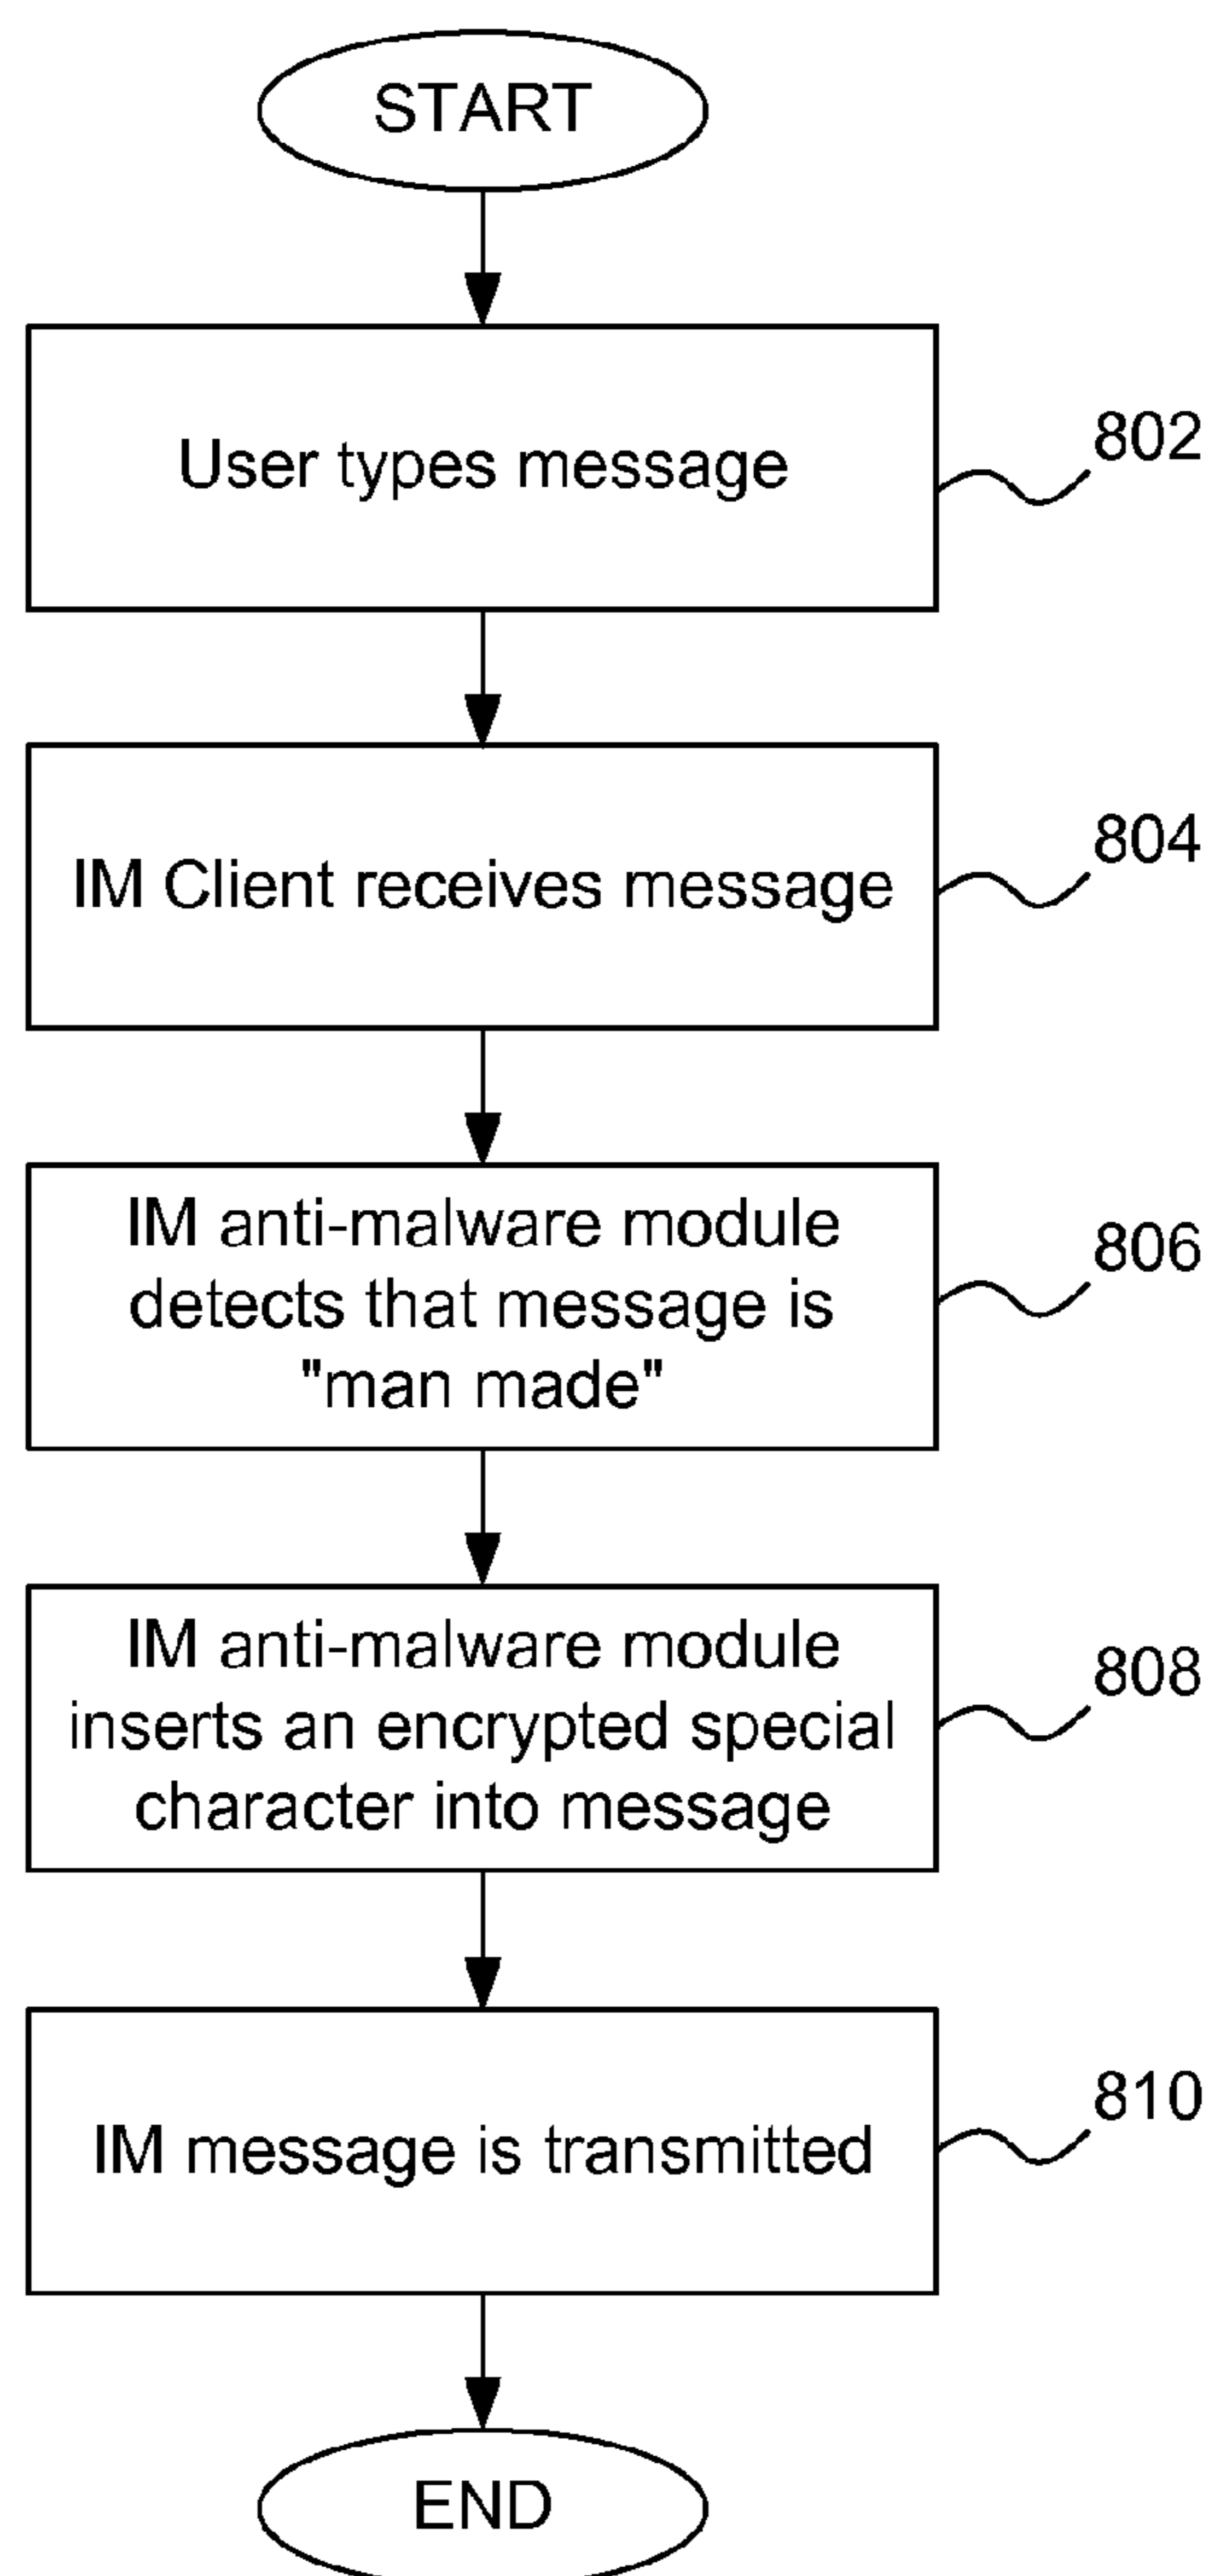 START
User types message
802
IM Client receives message
804
IM anti-malware module
detects that message is
"man made"
806
IM anti-malware module
inserts an encrypted special
character into message
808
IM message is transmitted
810
END